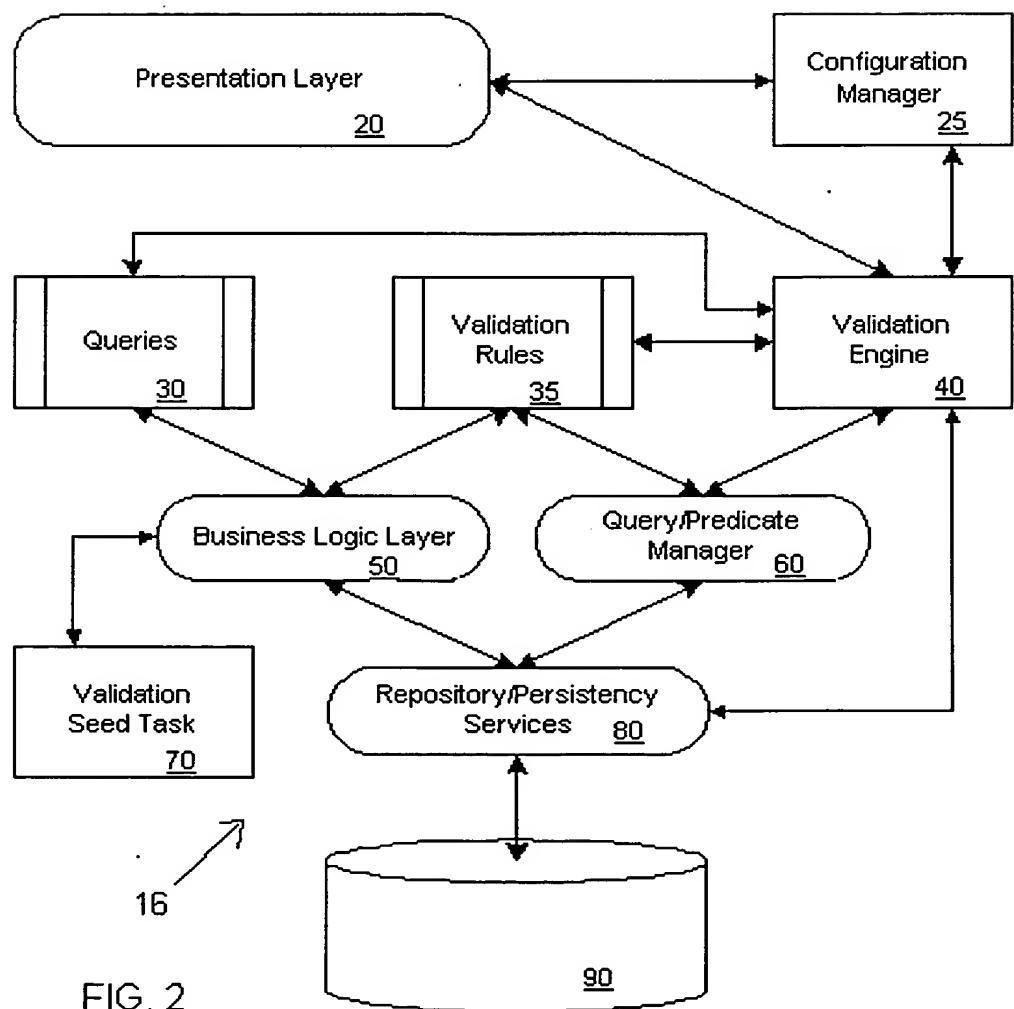 Presentation Layer
20
Configuration
Manager
25
Queries
30
Validation
Rules
35
Validation
Engine
40
Business Logic Layer
50
Query/Predicate
Manager
60
Validation
Seed Task
70
Repository/Persistency
Services
80
16
90
FIG. 2